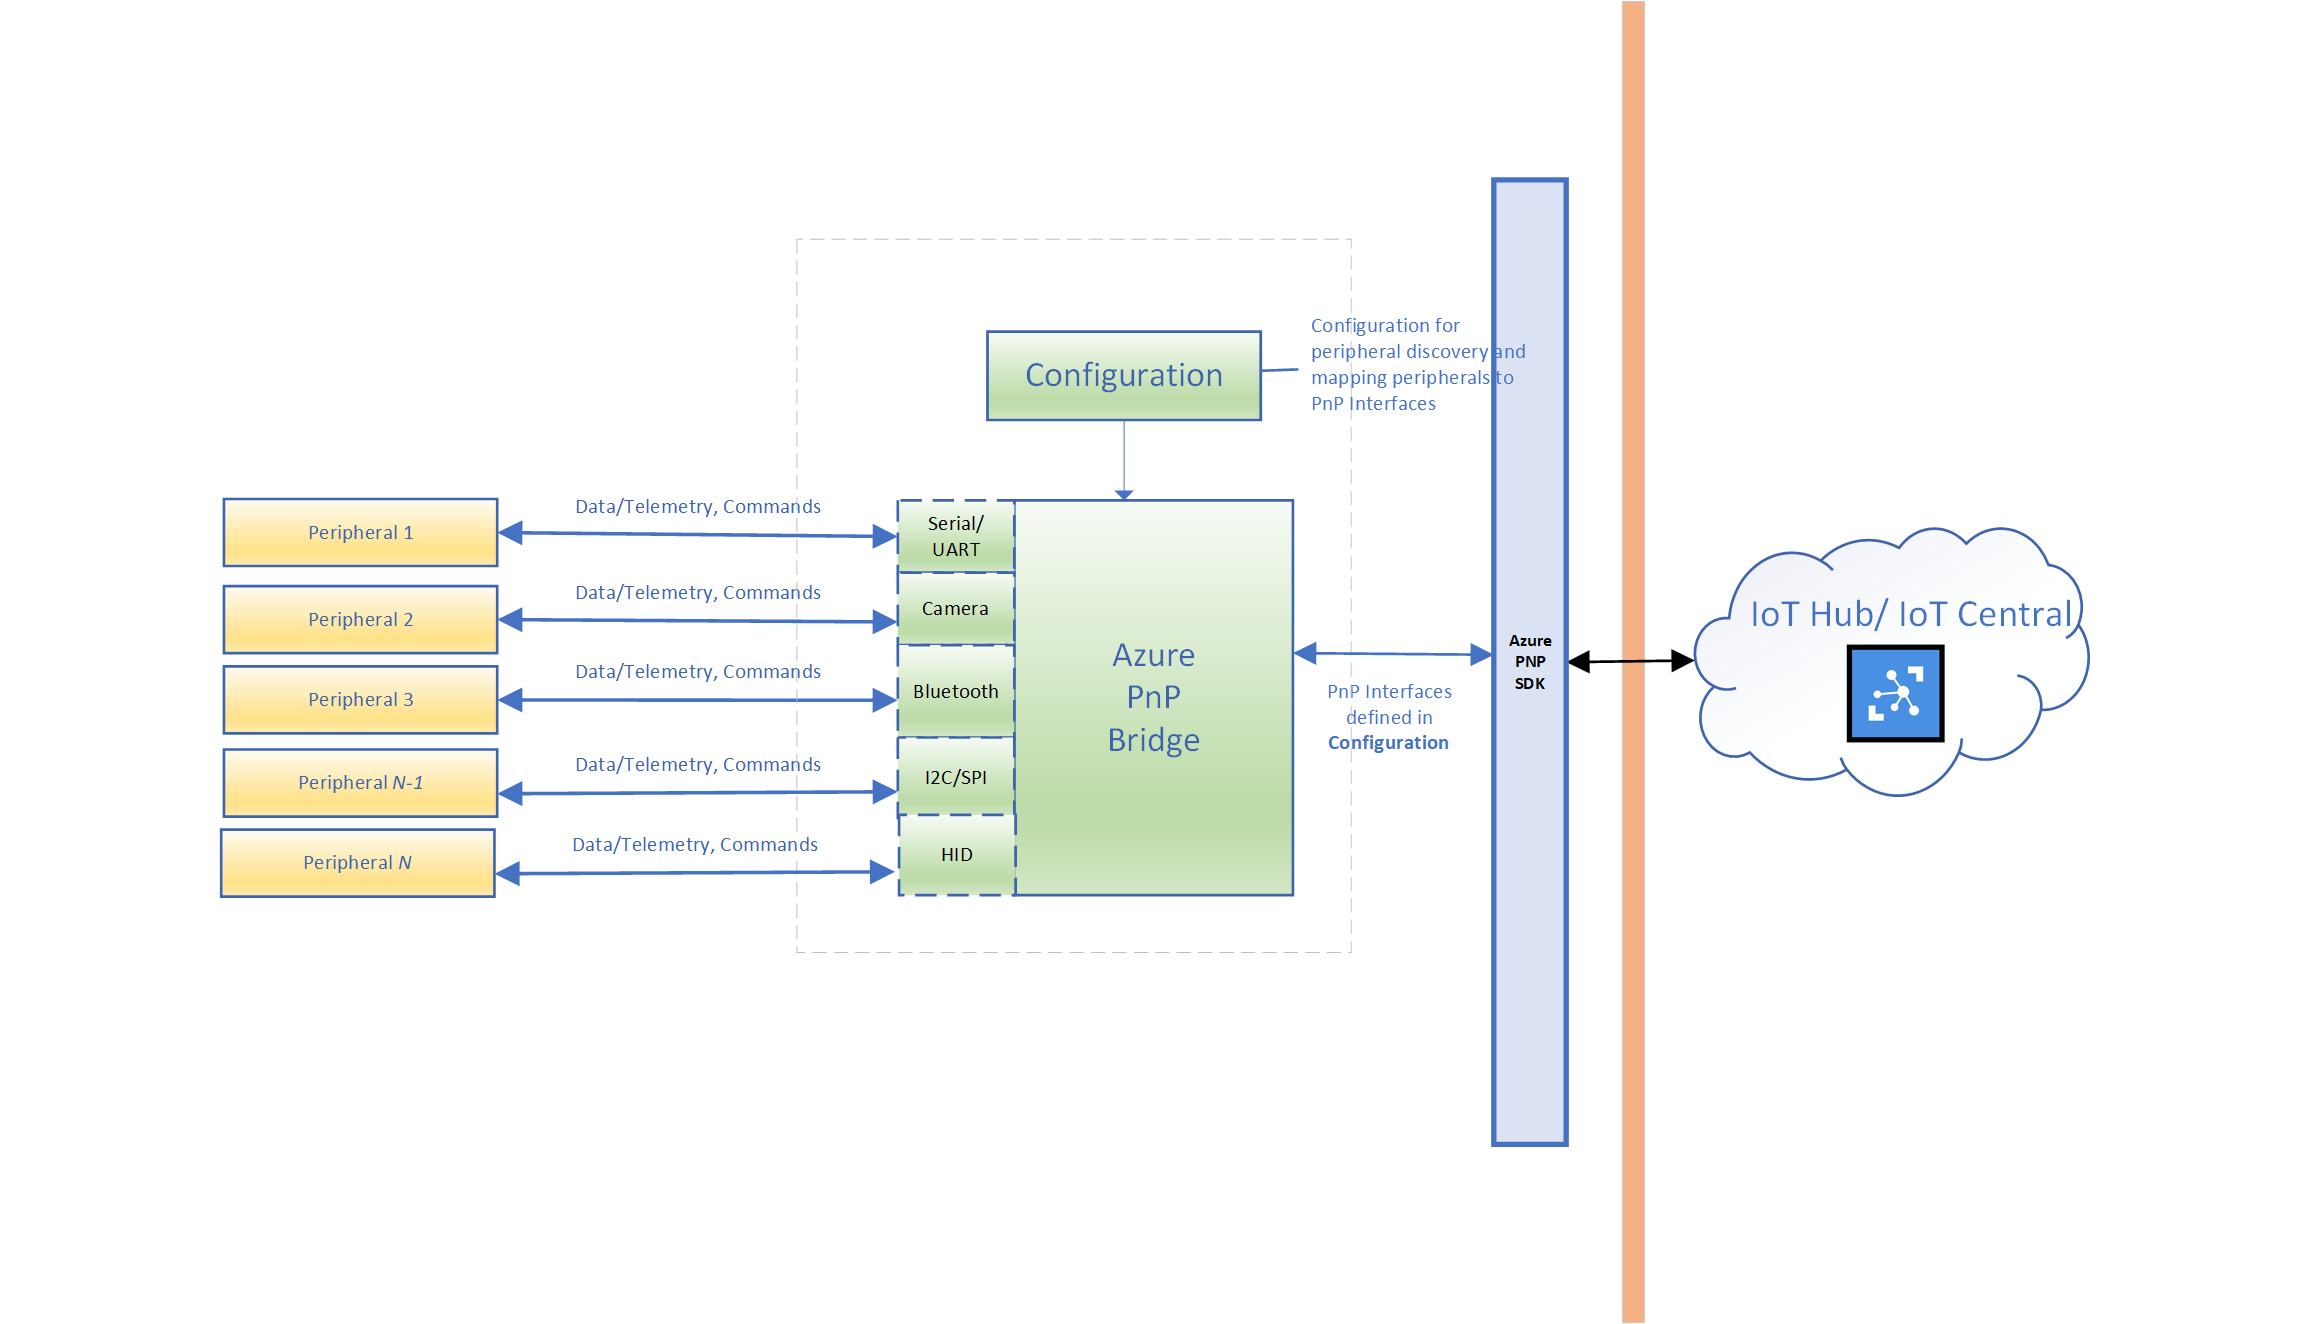 Configuration
Configuration for
peripheral discovery and
mapping peripherals to
PnP Interfaces
Peripheral 1
Data/Telemetry, Commands
Serial/
UART
Peripheral 2
Data/Telemetry, Commands
Camera
Peripheral 3
Data/Telemetry, Commands
Bluetooth
Peripheral N-1
Data/Telemetry, Commands
I2C/SPI
Peripheral N
Data/Telemetry, Commands
HID
Azure
PnP
Bridge
PnP Interfaces
defined in
Configuration
Azure
PNP
SDK
IoT Hub/ IoT Central